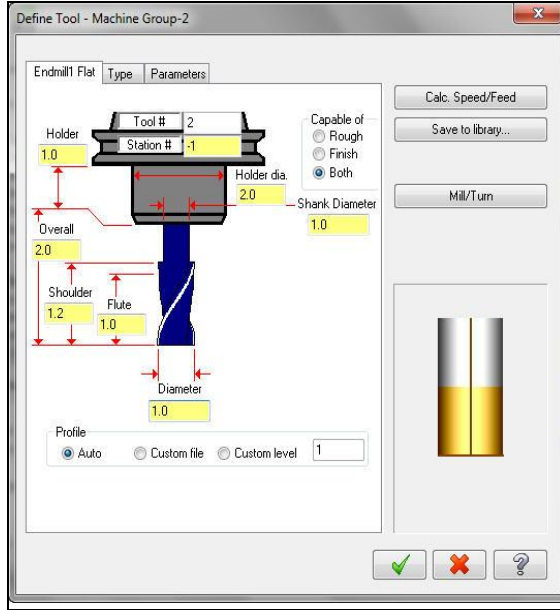 Define Tool - Machine Group-2
Endmill1 Flat Type Parameters
Tool # 2
Station # -1
Holder
1.0
Capable of
Rough
Finish
Both
Holder dia.
2.0
Shank Diameter
1.0
Overall
2.0
Shoulder
1.2
Flute
1.0
Diameter
1.0
Profile
Auto Custom file Custom level 1
Calc. Speed/Feed
Save to library...
Mill/Turn
?